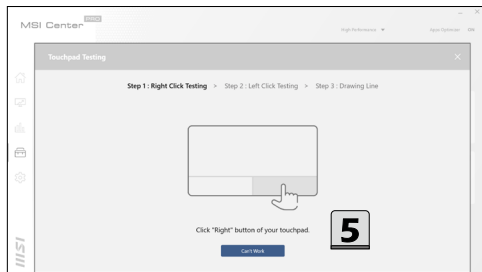 MSI Center PRO
High Performance
Touchpad Testing
Step 1 : Right Click Testing > Step 2 : Left Click Testing > Step 3 : Drawing Line
Click "Right" button of your touchpad.
5
Can't Work
msi